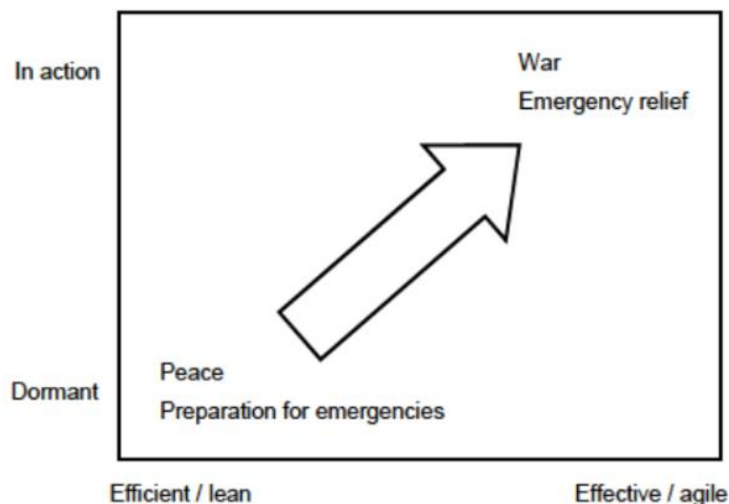 In action
War
Emergency relief
Peace
Dormant
Preparation for emergencies
Efficient / lean
Effective / agile